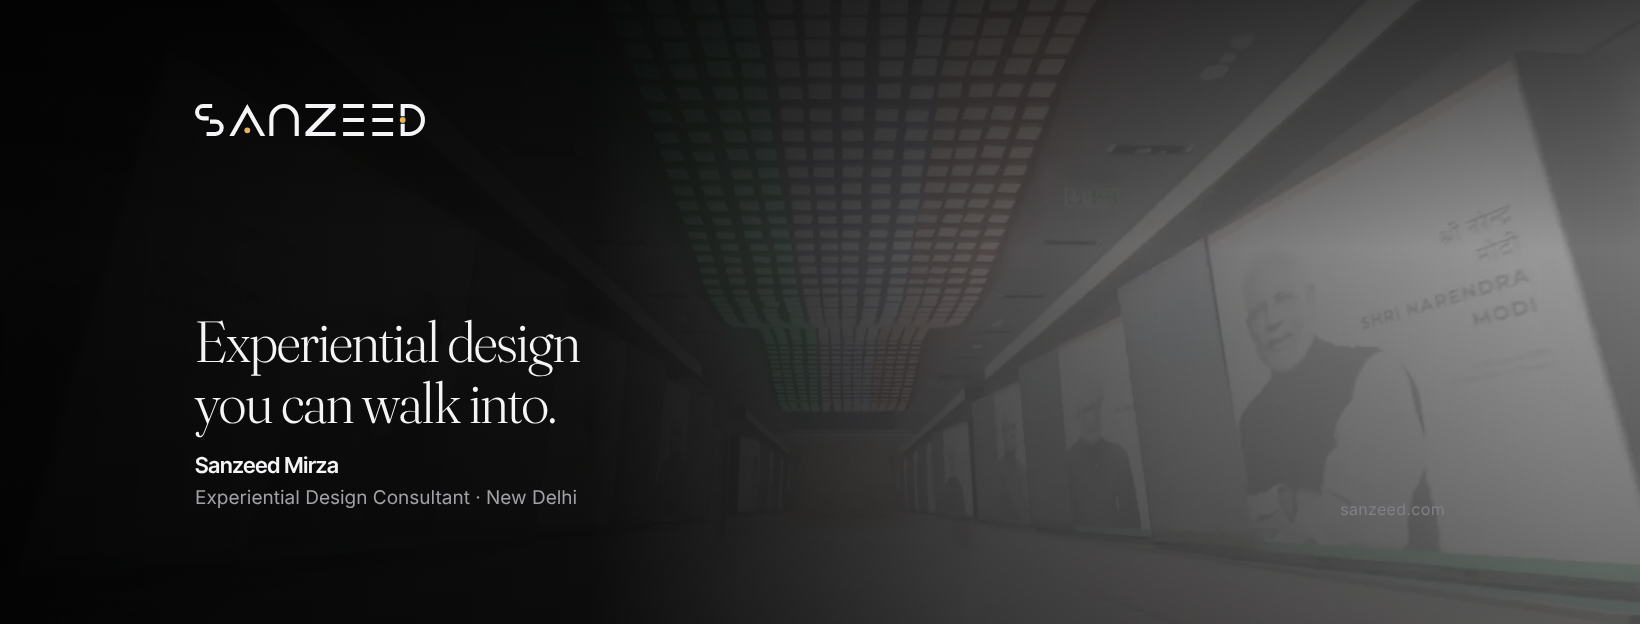 SANZEED
Experiential design
you can walk into.
Sanzeed Mirza
Experiential Design Consultant · New Delhi
श्री नरेन्द्र
मोदी
SHRI NARENDRA
MODI
sanzeed.com